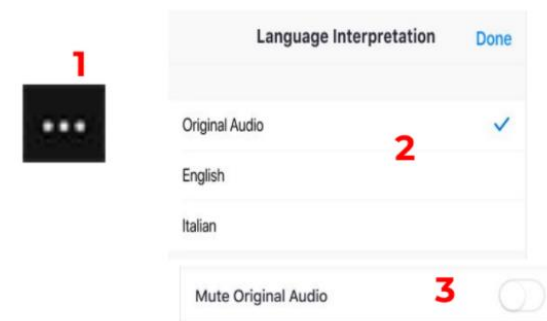 1
Language Interpretation Done
Original Audio
2
English
Italian
Mute Original Audio 3